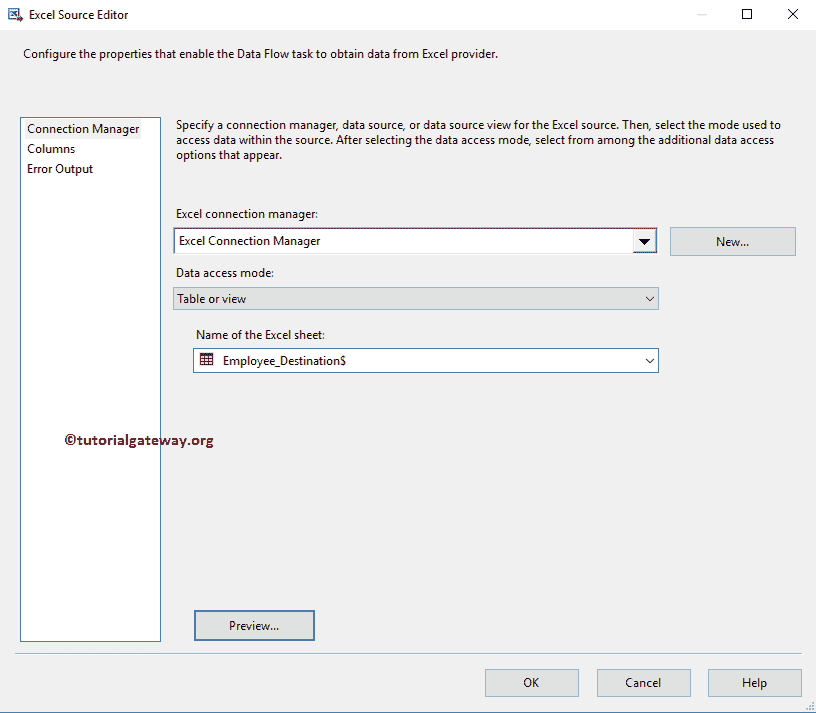 Excel Source Editor
Configure the properties that enable the Data Flow task to obtain data from Excel provider.
Connection Manager
Columns
Error Output
Specify a connection manager, data source, or data source view for the Excel source. Then, select the mode used to
access data within the source. After selecting the data access mode, select from among the additional data access
options that appear.
Excel connection manager:
Excel Connection Manager
New...
Data access mode:
Table or view
Name of the Excel sheet:
Employee_Destination$
©tutorialgateway.org
Preview...
OK
Cancel
Help